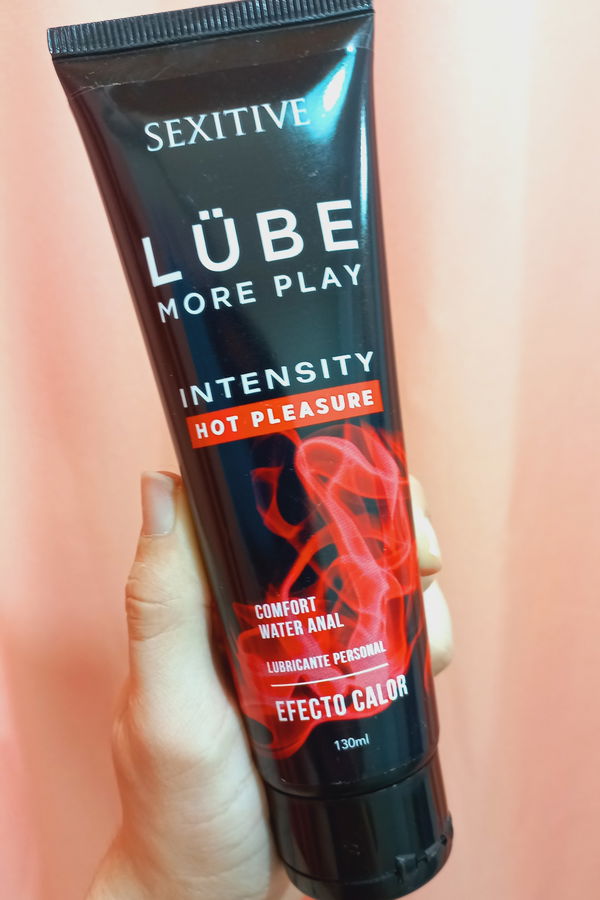 SEXITIVE
LÜBE
MORE PLAY
INTENSITY
HOT PLEASURE
COMFORT
WATER ANAL
LUBRICANTE PERSONAL
EFECTO CALOR
130ml